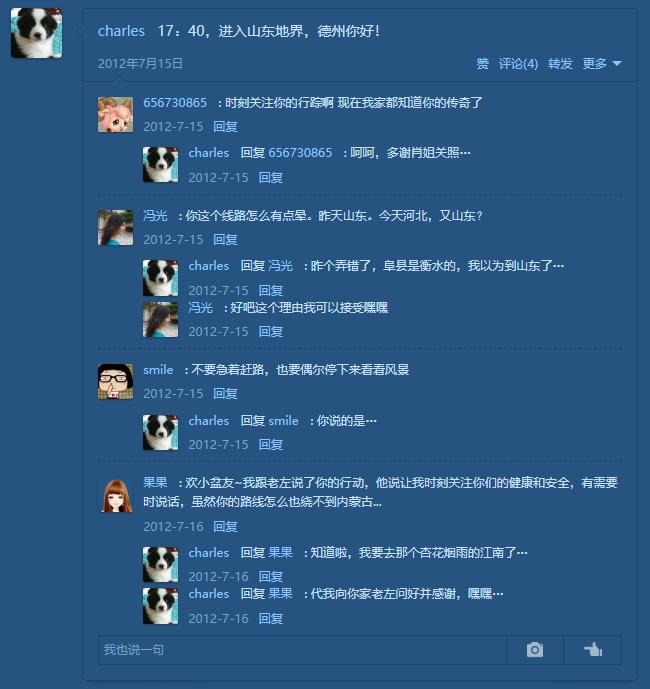 charles 17：40，进入山东地界，德州你好！
2012年7月15日 赞 评论(4) 转发 更多
656730865 ：时刻关注你的行踪啊 现在我家都知道你的传奇了
2012-7-15 回复
charles 回复 656730865 ：呵呵，多谢肖姐关照…
2012-7-15 回复
冯光 ：你这个线路怎么有点晕。昨天山东。今天河北，又山东？
2012-7-15 回复
charles 回复 冯光 ：昨个弄错了，阜县是衡水的，我以为到山东了…
2012-7-15 回复
冯光 ：好吧这个理由我可以接受嘿嘿
2012-7-15 回复
smile ：不要急着赶路，也要偶尔停下来看看风景
2012-7-15 回复
charles 回复 smile ：你说的是…
2012-7-15 回复
果果 ：欢小盆友~我跟老左说了你的行动，他说让我时刻关注你们的健康和安全，有需要
时说话，虽然你的路线怎么也绕不到内蒙古...
2012-7-16 回复
charles 回复 果果 ：知道啦，我要去那个杏花烟雨的江南了…
2012-7-16 回复
charles 回复 果果 ：代我向你家老左问好并感谢，嘿嘿…
2012-7-16 回复
我也说一句